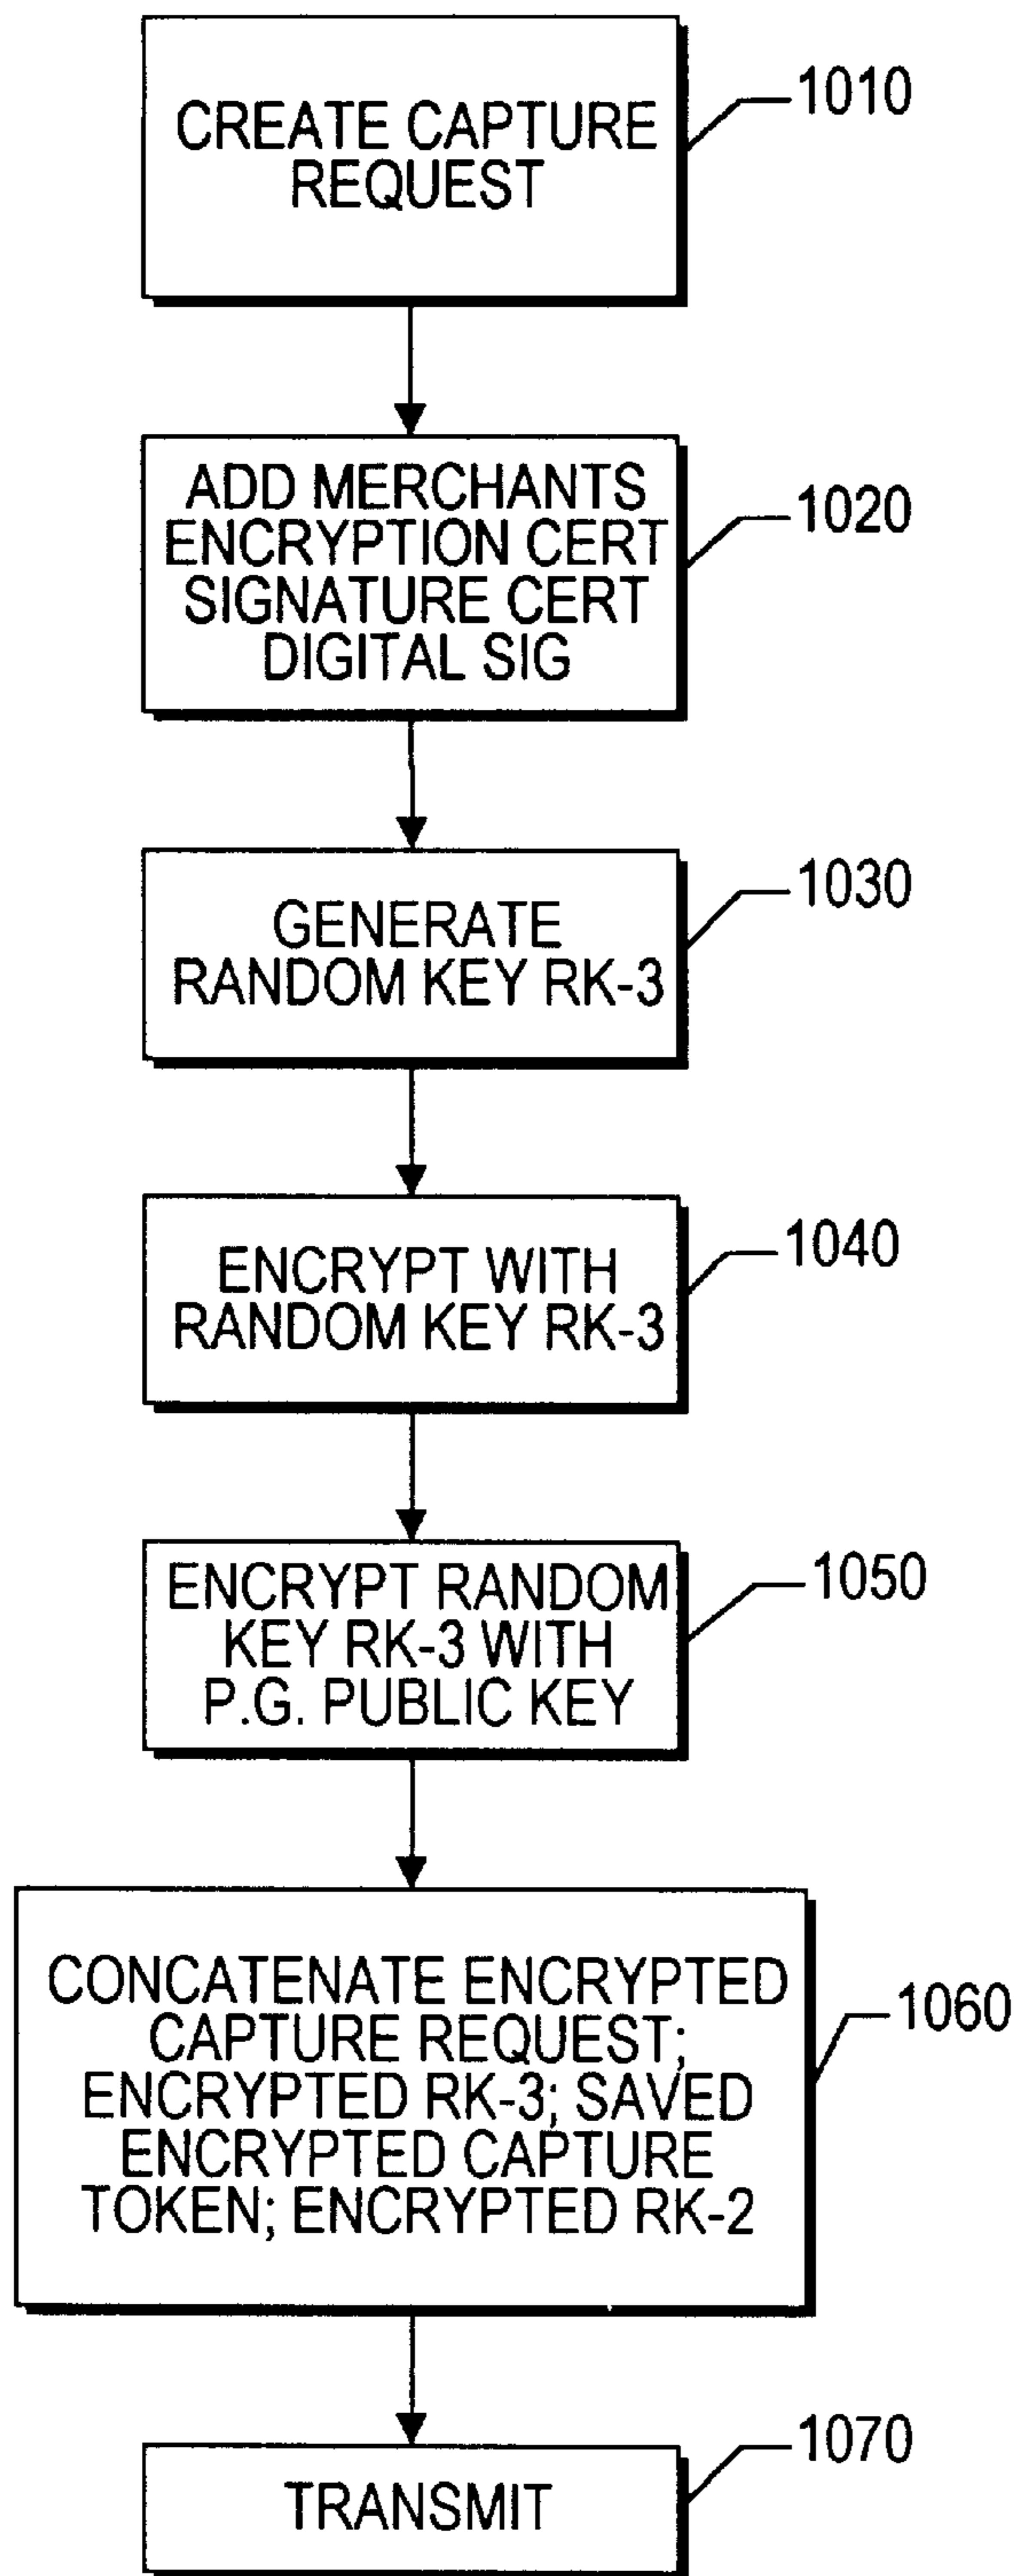 CREATE CAPTURE
REQUEST
1010
ADD MERCHANTS
ENCRYPTION CERT
SIGNATURE CERT
DIGITAL SIG
1020
GENERATE
RANDOM KEY RK-3
1030
ENCRYPT WITH
RANDOM KEY RK-3
1040
ENCRYPT RANDOM
KEY RK-3 WITH
P.G. PUBLIC KEY
1050
CONCATENATE ENCRYPTED
CAPTURE REQUEST;
ENCRYPTED RK-3; SAVED
ENCRYPTED CAPTURE
TOKEN; ENCRYPTED RK-2
1060
TRANSMIT
1070